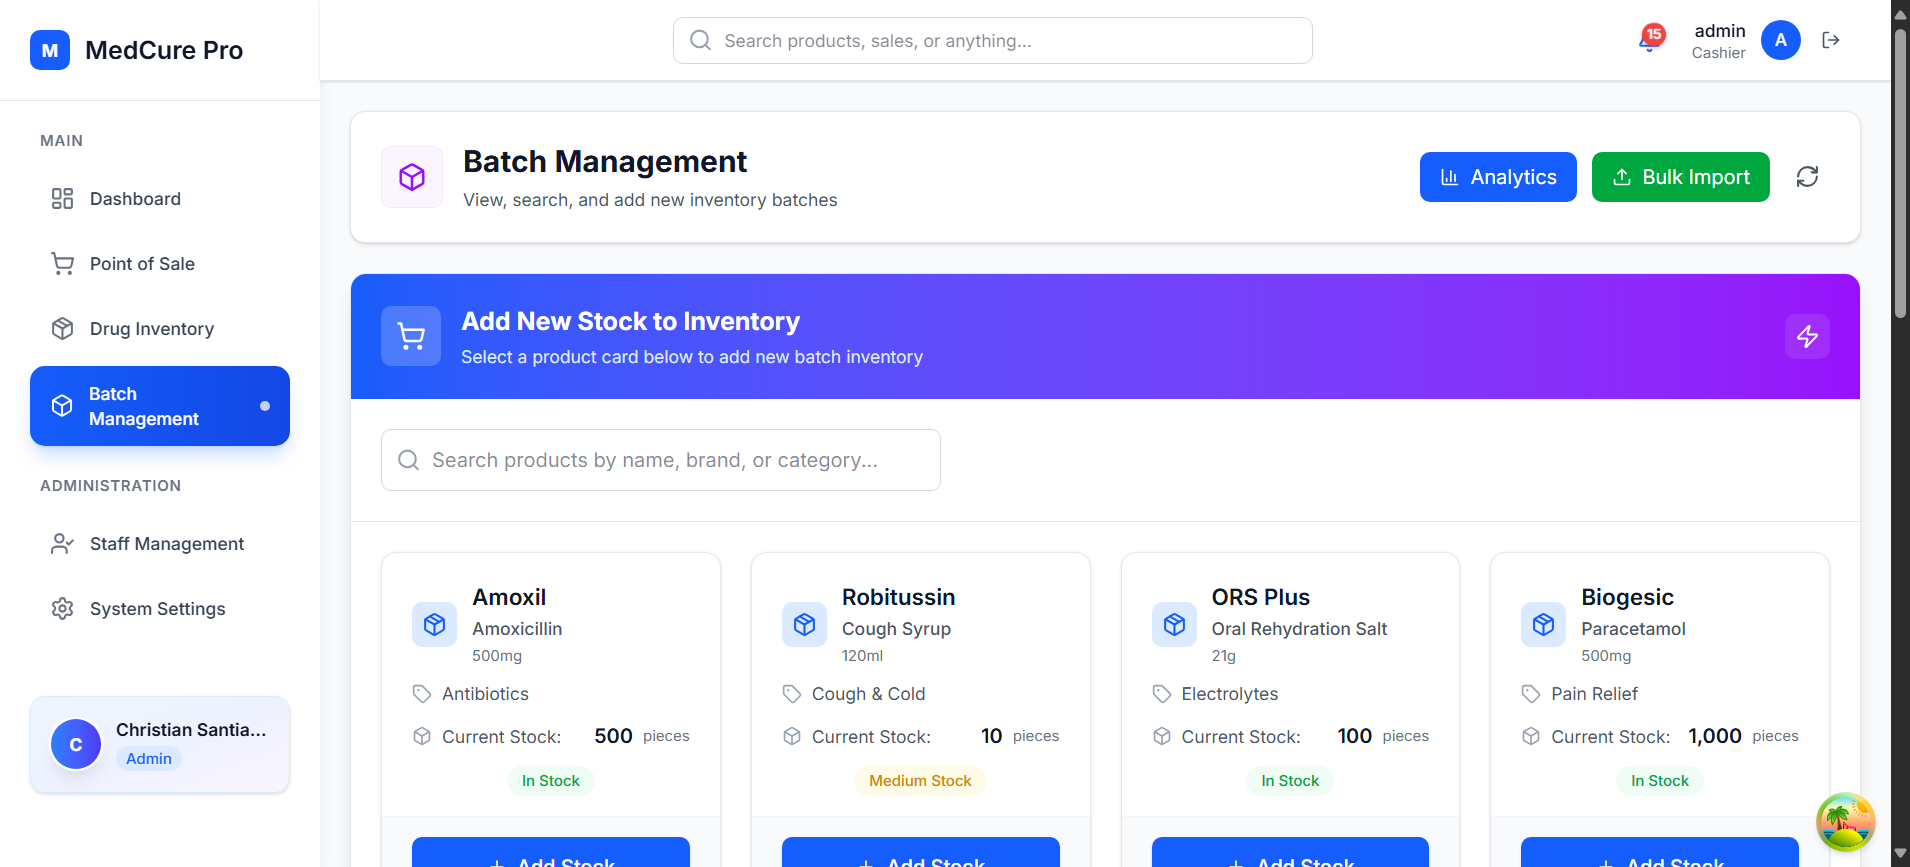 M MedCure Pro
MAIN
Dashboard
Point of Sale
Drug Inventory
Batch
Management
ADMINISTRATION
Staff Management
System Settings
C
Christian Santia...
Admin
Search products, sales, or anything...
15
admin
Cashier
A
Batch Management
View, search, and add new inventory batches
Analytics
Bulk Import
Add New Stock to Inventory
Select a product card below to add new batch inventory
Search products by name, brand, or category...
Amoxil
Amoxicillin
500mg
Antibiotics
Current Stock: 500 pieces
In Stock
+ Add Stock
Robitussin
Cough Syrup
120ml
Cough & Cold
Current Stock: 10 pieces
Medium Stock
+ Add Stock
ORS Plus
Oral Rehydration Salt
21g
Electrolytes
Current Stock: 100 pieces
In Stock
+ Add Stock
Biogesic
Paracetamol
500mg
Pain Relief
Current Stock: 1,000 pieces
In Stock
+ Add Stock